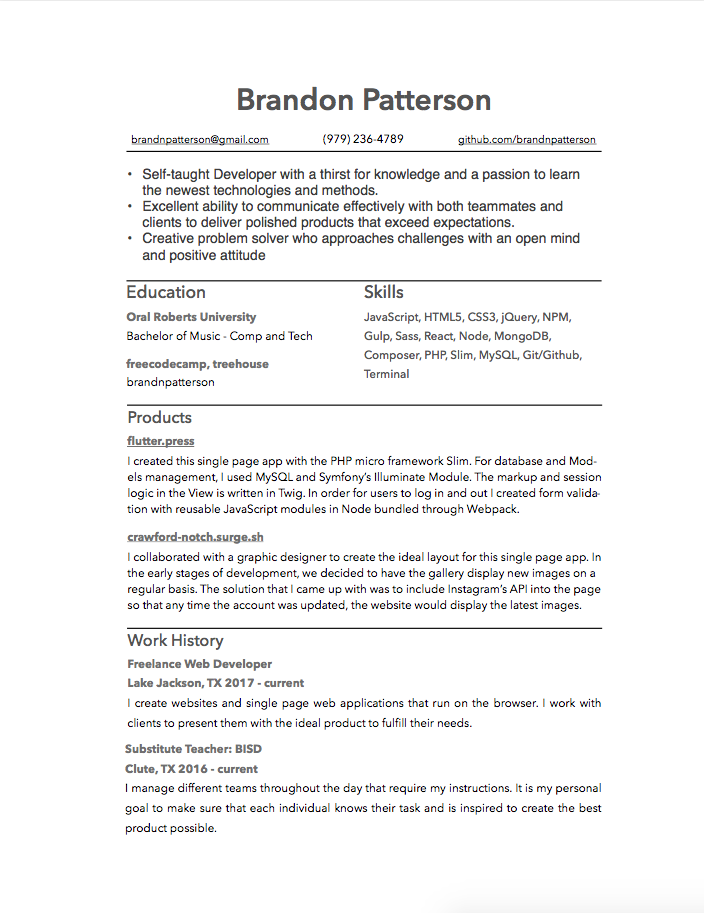 Brandon Patterson
brandnpatterson@gmail.com (979) 236-4789 github.com/brandnpatterson
• Self-taught Developer with a thirst for knowledge and a passion to learn
the newest technologies and methods.
• Excellent ability to communicate effectively with both teammates and
clients to deliver polished products that exceed expectations.
• Creative problem solver who approaches challenges with an open mind
and positive attitude
Education
Oral Roberts University
Bachelor of Music - Comp and Tech
freecodecamp, treehouse
brandnpatterson
Skills
JavaScript, HTML5, CSS3, jQuery, NPM,
Gulp, Sass, React, Node, MongoDB,
Composer, PHP, Slim, MySQL, Git/Github,
Terminal
Products
flutter.press
I created this single page app with the PHP micro framework Slim. For database and Mod-
els management, I used MySQL and Symfony's Illuminate Module. The markup and session
logic in the View is written in Twig. In order for users to log in and out I created form valida-
tion with reusable JavaScript modules in Node bundled through Webpack.
crawford-notch.surge.sh
I collaborated with a graphic designer to create the ideal layout for this single page app. In
the early stages of development, we decided to have the gallery display new images on a
regular basis. The solution that I came up with was to include Instagram's API into the page
so that any time the account was updated, the website would display the latest images.
Work History
Freelance Web Developer
Lake Jackson, TX 2017 - current
I create websites and single page web applications that run on the browser. I work with
clients to present them with the ideal product to fulfill their needs.
Substitute Teacher: BISD
Clute, TX 2016 - current
I manage different teams throughout the day that require my instructions. It is my personal
goal to make sure that each individual knows their task and is inspired to create the best
product possible.